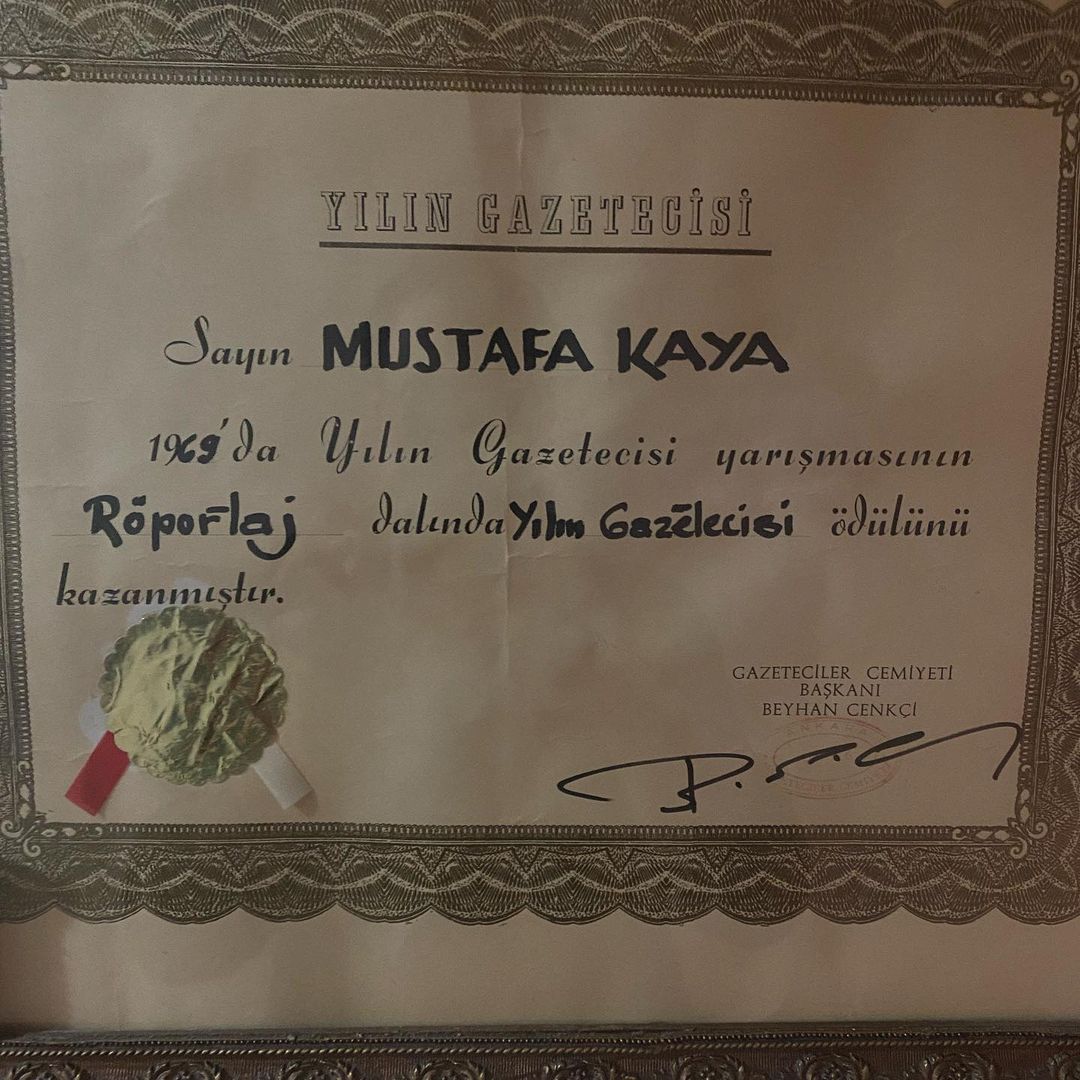 YILIN GAZETECİSİ
Sayın MUSTAFA KAYA
1969'da Yılın Gazetecisi yarışmasının
Röportaj dalında Yılın Gazetecisi ödülünü
kazanmıştır.
GAZETECİLER CEMİYETİ
BAŞKANI
BEYHAN CENKÇİ
ANKARA